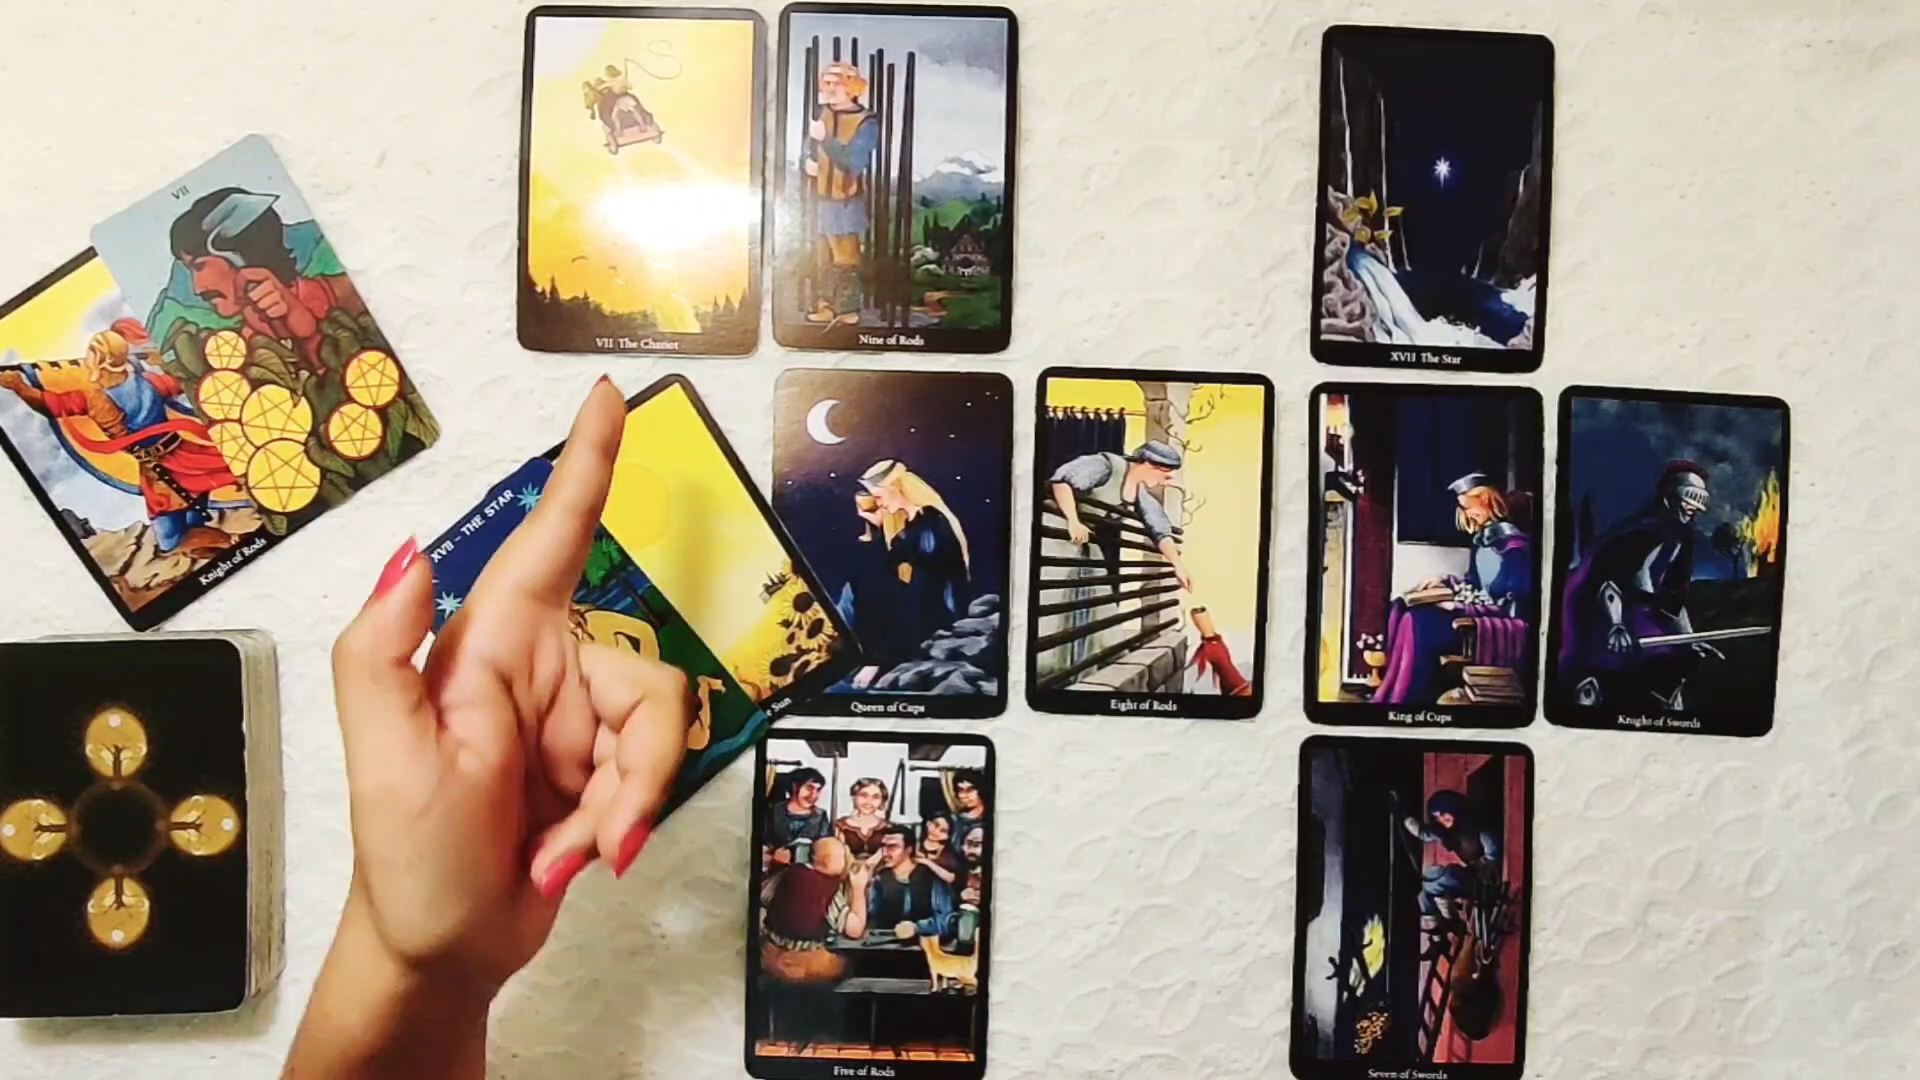 VII
Knight of Rods
VII The Chariot
Nine of Rods
XVII The Star
XVII - THE STAR
Sun
Queen of Cups
Eight of Rods
King of Cups
Knight of Swords
Five of Rods
Seven of Swords